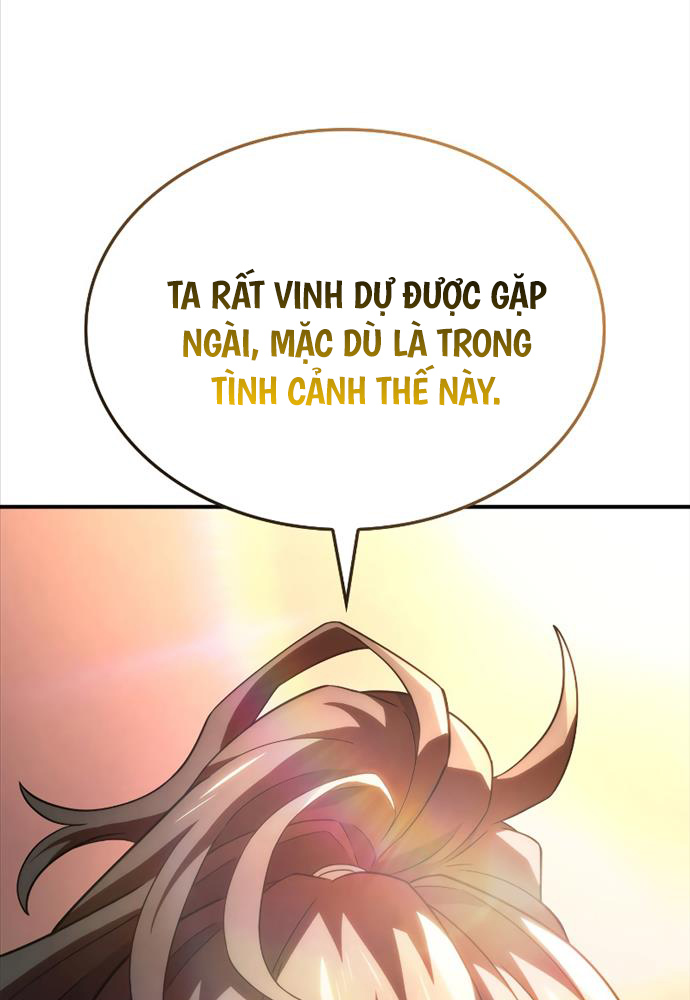 TA RẤT VINH DỰ ĐƯỢC GẶP
NGÀI, MẶC DÙ LÀ TRONG
TÌNH CẢNH THẾ NÀY.